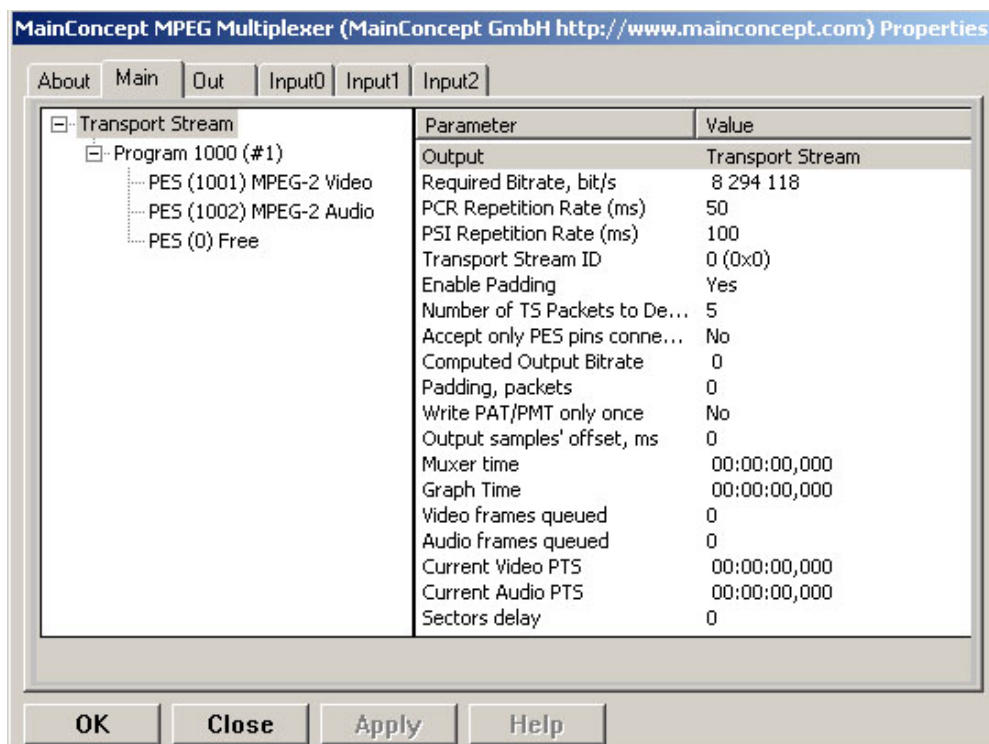 MainConcept MPEG Multiplexer (MainConcept GmbH http://www.mainconcept.com) Properties
About Main Out Input0 Input1 Input2
Transport Stream
Program 1000 (#1)
PES (1001) MPEG-2 Video
PES (1002) MPEG-2 Audio
PES (0) Free
Parameter Value
Output Transport Stream
Required Bitrate, bit/s 8 294 118
PCR Repetition Rate (ms) 50
PSI Repetition Rate (ms) 100
Transport Stream ID 0 (0x0)
Enable Padding Yes
Number of TS Packets to De... 5
Accept only PES pins conne... No
Computed Output Bitrate 0
Padding, packets 0
Write PAT/PMT only once No
Output samples' offset, ms 0
Muxer time 00:00:00,000
Graph Time 00:00:00,000
Video frames queued 0
Audio frames queued 0
Current Video PTS 00:00:00,000
Current Audio PTS 00:00:00,000
Sectors delay 0
OK Close Apply Help